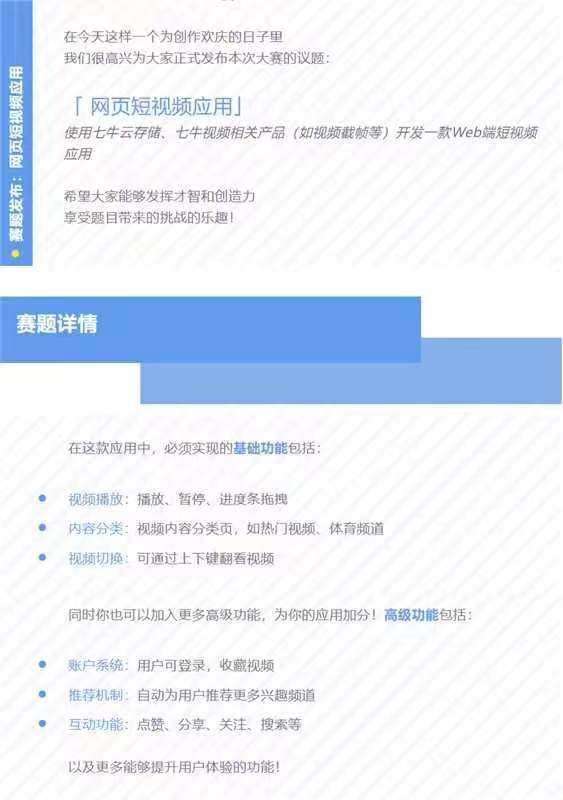 赛题发布：网页短视频应用
在今天这样一个为创作欢庆的日子里
我们很高兴为大家正式发布本次大赛的议题：
「 网页短视频应用」
使用七牛云存储、七牛视频相关产品（如视频截帧等）开发一款Web端短视频
应用
希望大家能够发挥才智和创造力
享受题目带来的挑战的乐趣！
赛题详情
在这款应用中，必须实现的基础功能包括：
视频播放：播放、暂停、进度条拖拽
内容分类：视频内容分类页，如热门视频、体育频道
视频切换：可通过上下键翻看视频
同时你也可以加入更多高级功能，为你的应用加分！高级功能包括：
账户系统：用户可登录，收藏视频
推荐机制：自动为用户推荐更多兴趣频道
互动功能：点赞、分享、关注、搜索等
以及更多能够提升用户体验的功能！